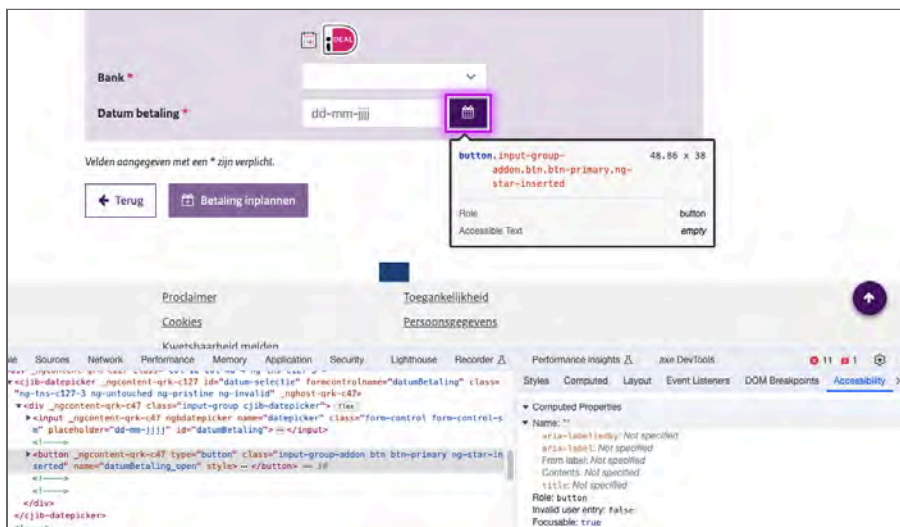 DEAL
Bank *
Datum betaling *
dd-mm-jjjj
Velden aangegeven met een * zijn verplicht.
Terug
Betaling inplannen
button.input-group-addon.btn.btn-primary.ng-star-inserted 48.86 x 38
Role button
Accessible Text empty
Proclaimer Toegankelijkheid
Cookies Persoonsgegevens
Kwetsbaarheid melden
Sources Network Performance Memory Application Security Lighthouse Recorder Performance insights axe DevTools 11 1
Styles Computed Layout Event Listeners DOM Breakpoints Accessibility
<cjib-datepicker _ngcontent-qrk-c127 id="datum-selectie" formcontrolname="datumBetaling" class=
"ng-tns-c127-3 ng-untouched ng-pristine ng-invalid" _nghost-qrk-c47>
<div _ngcontent-qrk-c47 class="input-group cjib-datepicker"> flex
<input _ngcontent-qrk-c47 ngbdatepicker name="datepicker" class="form-control form-control-s
m" placeholder="dd-mm-jjjj" id="datumBetaling">…</input>
<!---->
<button _ngcontent-qrk-c47 type="button" class="input-group-addon btn btn-primary ng-star-in
serted" name="datumBetaling_open" style>…</button> == $0
<!---->
<!---->
</div>
</cjib-datepicker>
Computed Properties
Name: ""
aria-labelledby: Not specified
aria-label: Not specified
From label: Not specified
Contents: Not specified
title: Not specified
Role: button
Invalid user entry: false
Focusable: true